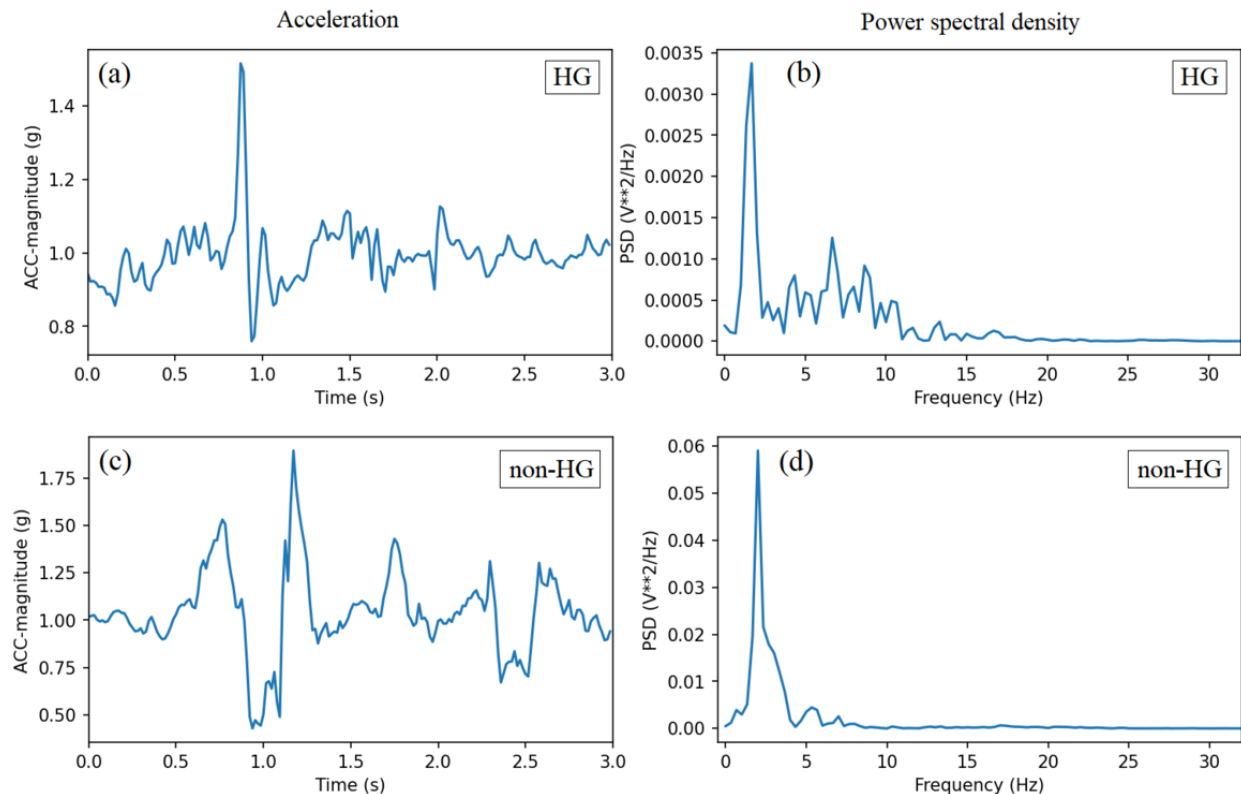 Acceleration
Power spectral density
(a)
HG
ACC-magnitude (g)
1.4
1.2
1.0
0.8
0.0 0.5 1.0 1.5 2.0 2.5 3.0
Time (s)
(b)
HG
PSD (V**2/Hz)
0.0035
0.0030
0.0025
0.0020
0.0015
0.0010
0.0005
0.0000
0 5 10 15 20 25 30
Frequency (Hz)
(c)
non-HG
ACC-magnitude (g)
1.75
1.50
1.25
1.00
0.75
0.50
0.0 0.5 1.0 1.5 2.0 2.5 3.0
Time (s)
(d)
non-HG
PSD (V**2/Hz)
0.06
0.05
0.04
0.03
0.02
0.01
0.00
0 5 10 15 20 25 30
Frequency (Hz)